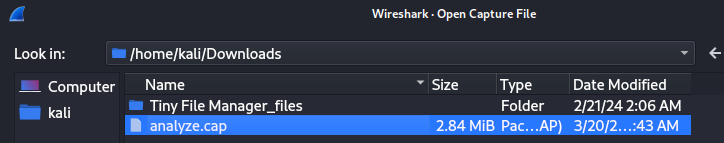 Wireshark · Open Capture File
Look in: /home/kali/Downloads
Computer
kali
Name Size Type Date Modified
Tiny File Manager_files Folder 2/21/24 2:06 AM
analyze.cap 2.84 MiB Pac…AP) 3/20/2…:43 AM